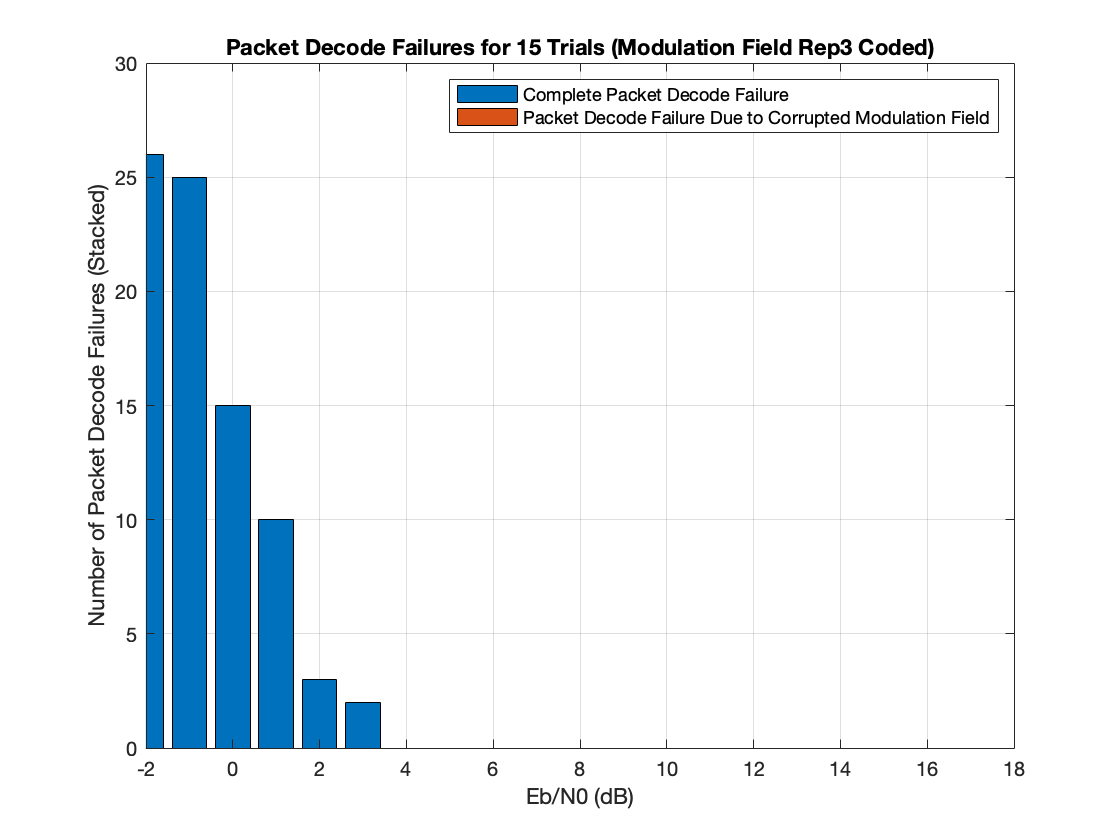 Packet Decode Failures for 15 Trials (Modulation Field Rep3 Coded)
Complete Packet Decode Failure
Packet Decode Failure Due to Corrupted Modulation Field
Number of Packet Decode Failures (Stacked)
30
25
20
15
10
5
0
-2 0 2 4 6 8 10 12 14 16 18
Eb/N0 (dB)